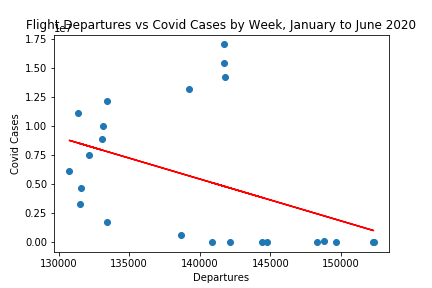 Flight Departures vs Covid Cases by Week, January to June 2020
1e7
1.75
1.50
1.25
1.00
0.75
0.50
0.25
0.00
Covid Cases
130000 135000 140000 145000 150000
Departures